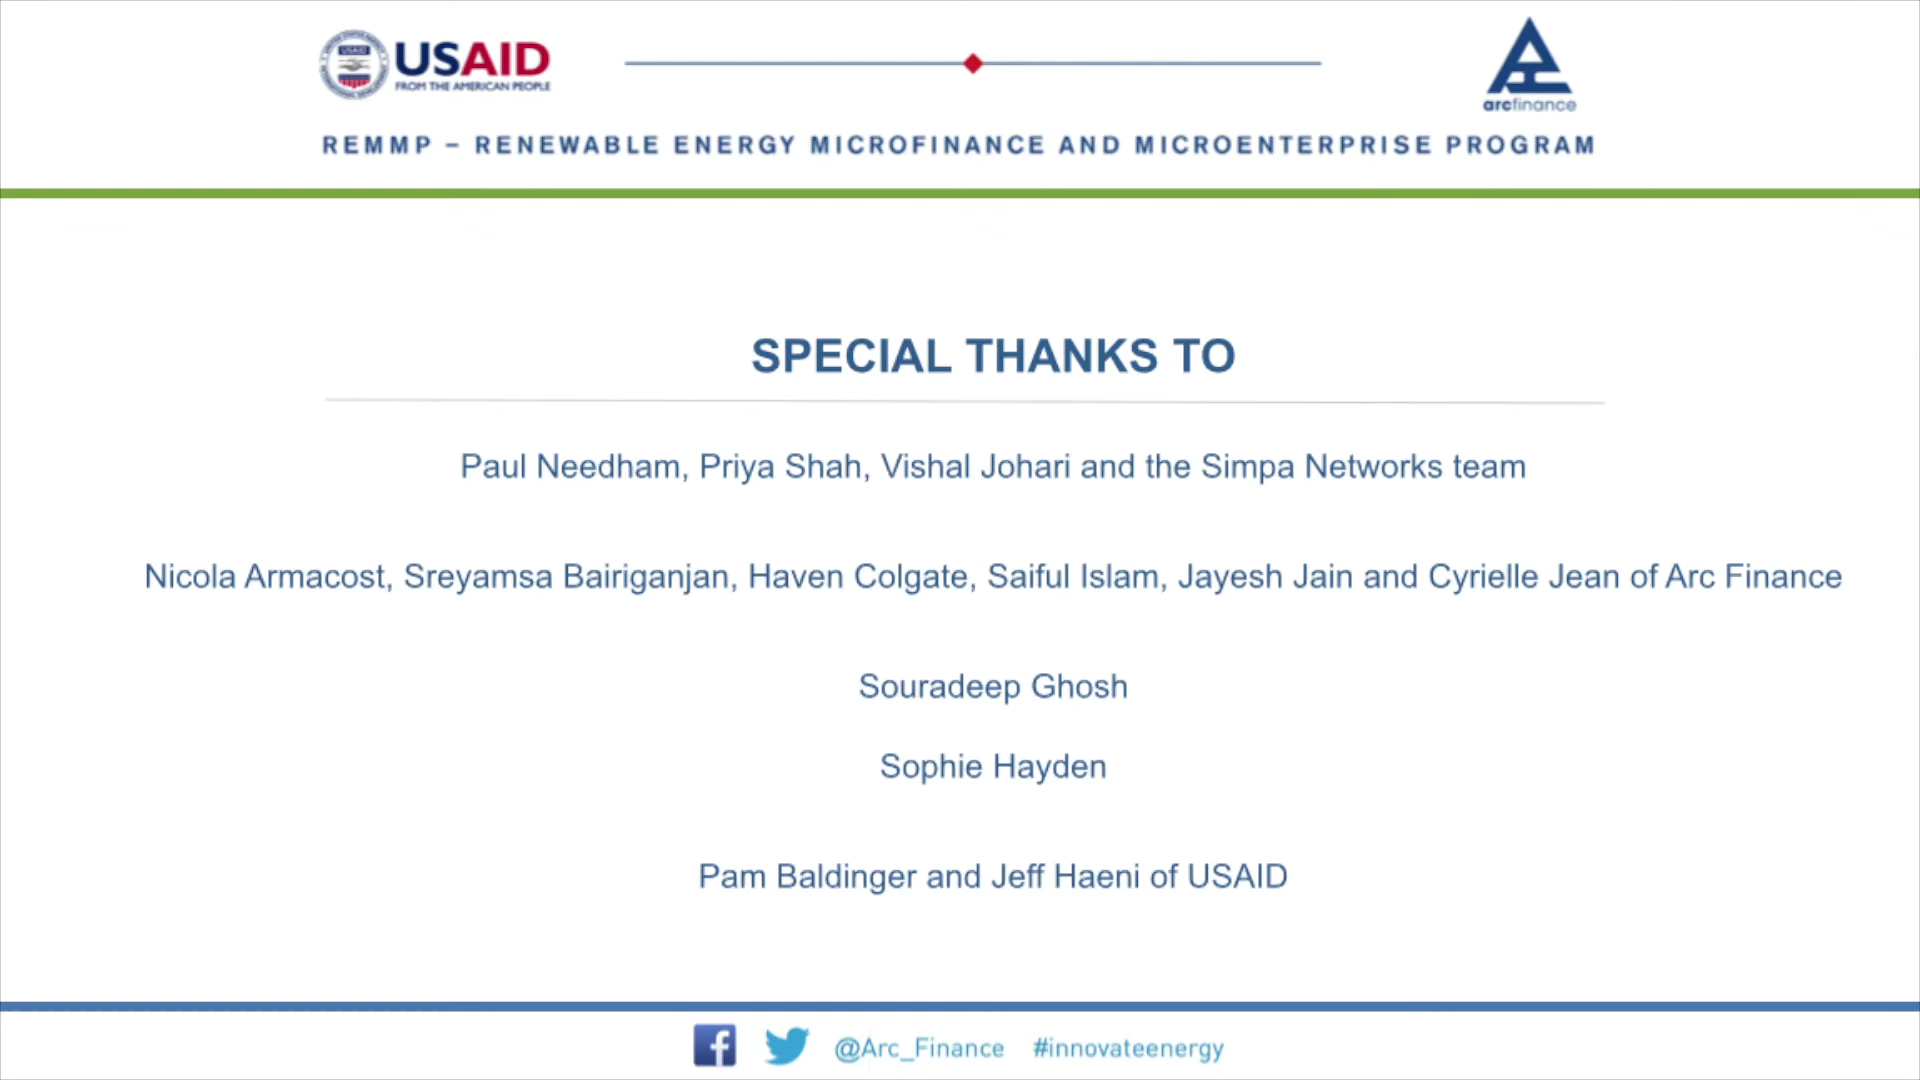 USAID
FROM THE AMERICAN PEOPLE
arcfinance
REMMP – RENEWABLE ENERGY MICROFINANCE AND MICROENTERPRISE PROGRAM
SPECIAL THANKS TO
Paul Needham, Priya Shah, Vishal Johari and the Simpa Networks team
Nicola Armacost, Sreyamsa Bairiganjan, Haven Colgate, Saiful Islam, Jayesh Jain and Cyrielle Jean of Arc Finance
Souradeep Ghosh
Sophie Hayden
Pam Baldinger and Jeff Haeni of USAID
@Arc_Finance #innovateenergy